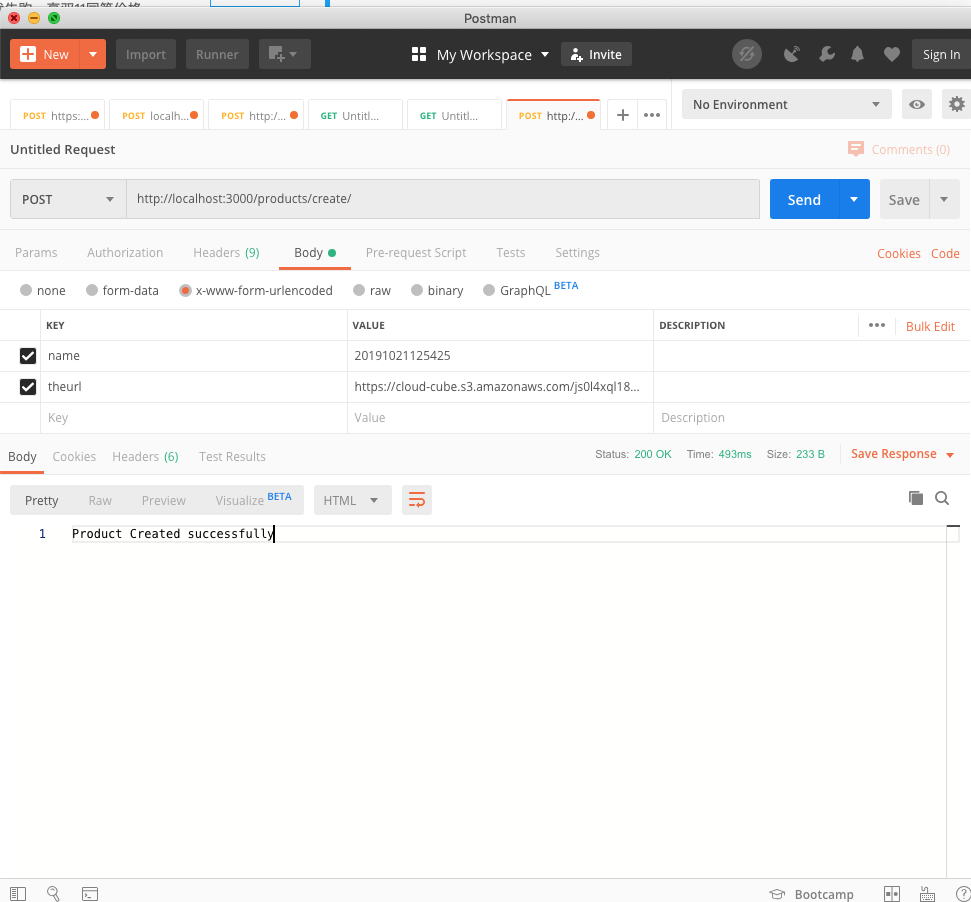 Postman
New Import Runner My Workspace Invite Sign In
POST https:... POST localh... POST http:/... GET Untitl... GET Untitl... POST http:/... No Environment
Untitled Request Comments (0)
POST http://localhost:3000/products/create/ Send Save
Params Authorization Headers (9) Body Pre-request Script Tests Settings Cookies Code
none form-data x-www-form-urlencoded raw binary GraphQL BETA
KEY VALUE DESCRIPTION Bulk Edit
name 20191021125425
theurl https://cloud-cube.s3.amazonaws.com/js0l4xql18...
Key Value Description
Body Cookies Headers (6) Test Results Status: 200 OK Time: 493ms Size: 233 B Save Response
Pretty Raw Preview Visualize BETA HTML
1 Product Created successfully
Bootcamp